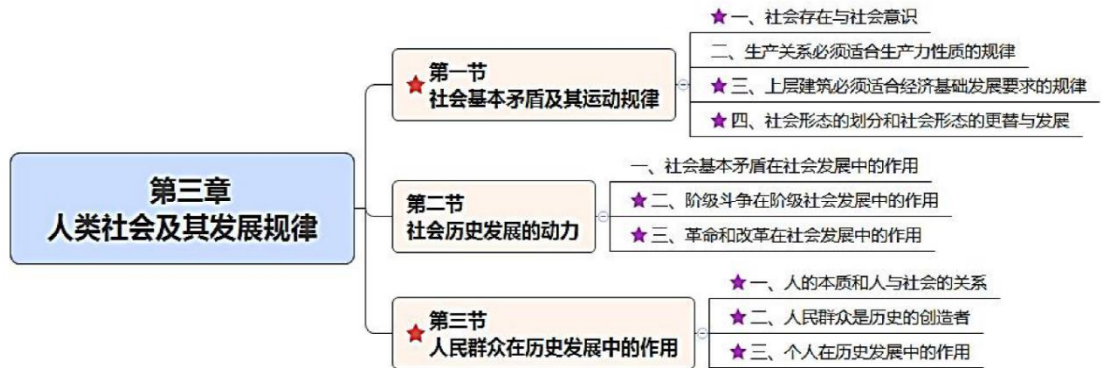 第三章
人类社会及其发展规律
第一节
社会基本矛盾及其运动规律
一、社会存在与社会意识
二、生产关系必须适合生产力性质的规律
三、上层建筑必须适合经济基础发展要求的规律
四、社会形态的划分和社会形态的更替与发展
第二节
社会历史发展的动力
一、社会基本矛盾在社会发展中的作用
二、阶级斗争在阶级社会发展中的作用
三、革命和改革在社会发展中的作用
第三节
人民群众在历史发展中的作用
一、人的本质和人与社会的关系
二、人民群众是历史的创造者
三、个人在历史发展中的作用